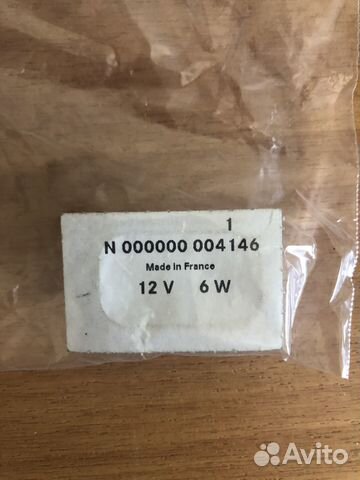 1
N 000000 004146
Made in France
12 V 6 W
Avito